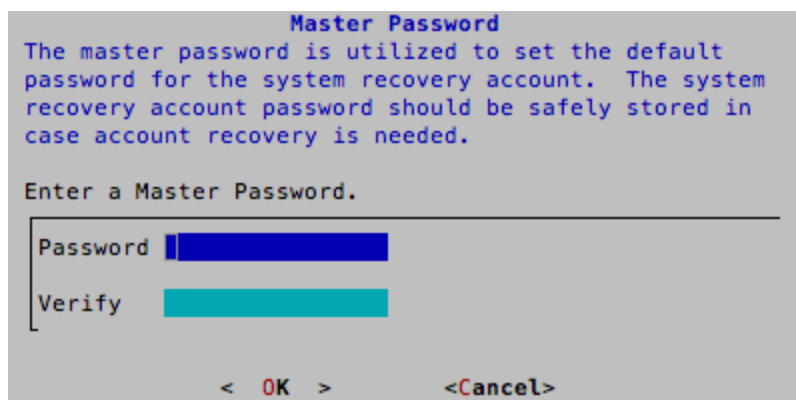 Master Password
The master password is utilized to set the default
password for the system recovery account.  The system
recovery account password should be safely stored in
case account recovery is needed.
Enter a Master Password.
Password
Verify
<  OK  >        <Cancel>